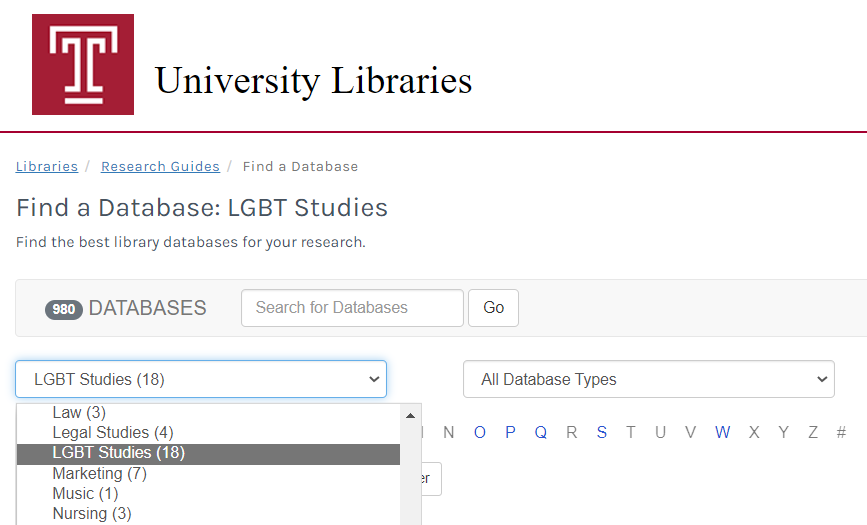 T
University Libraries
Libraries / Research Guides / Find a Database
Find a Database: LGBT Studies
Find the best library databases for your research.
980 DATABASES Search for Databases Go
LGBT Studies (18) All Database Types
Law (3)
N O P Q R S T U V W X Y Z #
Legal Studies (4)
LGBT Studies (18)
Marketing (7)
Music (1)
Nursing (3)